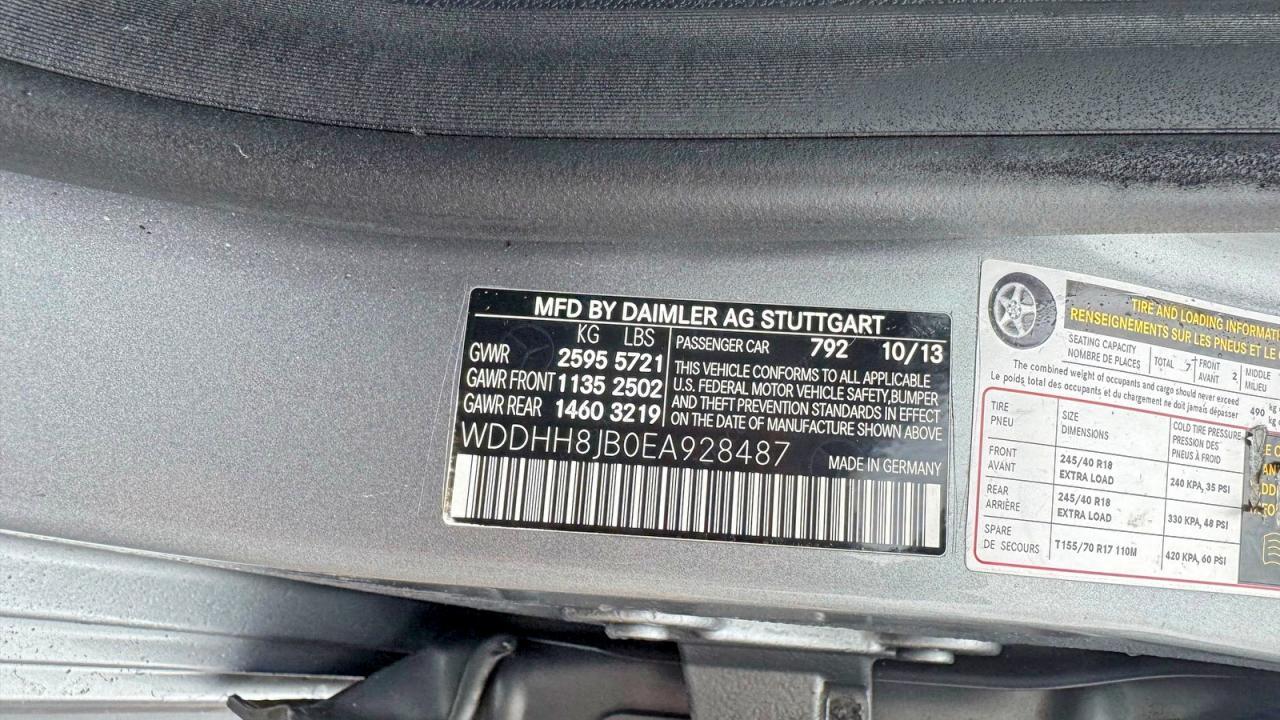 MFD BY DAIMLER AG STUTTGART
KG LBS
GVWR 2595 5721
GAWR FRONT 1135 2502
GAWR REAR 1460 3219
PASSENGER CAR 792 10/13
THIS VEHICLE CONFORMS TO ALL APPLICABLE
U.S. FEDERAL MOTOR VEHICLE SAFETY,BUMPER
AND THEFT PREVENTION STANDARDS IN EFFECT
ON THE DATE OF MANUFACTURE SHOWN ABOVE
WDDHH8JB0EA928487
MADE IN GERMANY
TIRE AND LOADING
RENSEIGNEMENTS SUR LES PNEUS ET LE
SEATING CAPACITY
NOMBRE DE PLACES
TOTAL 7
FRONT
AVANT 2
MIDDLE
MILIEU
The combined weight of occupants and cargo should never exceed
Le poids total des occupants et du chargement ne doit jamais dépasser
490
TIRE
PNEU
SIZE
DIMENSIONS
COLD TIRE PRESSURE
PRESSION DES
PNEUS À FROID
FRONT
AVANT
245/40 R18
EXTRA LOAD
240 KPA, 35 PSI
REAR
ARRIÈRE
245/40 R18
EXTRA LOAD
330 KPA, 48 PSI
SPARE
DE SECOURS
T155/70 R17 110M
420 KPA, 60 PSI